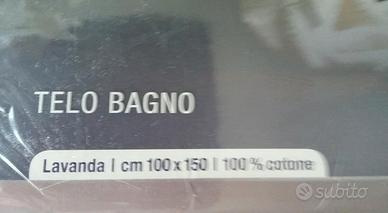 TELO BAGNO
Lavanda | cm 100 x 150 | 100 % cotone
subito